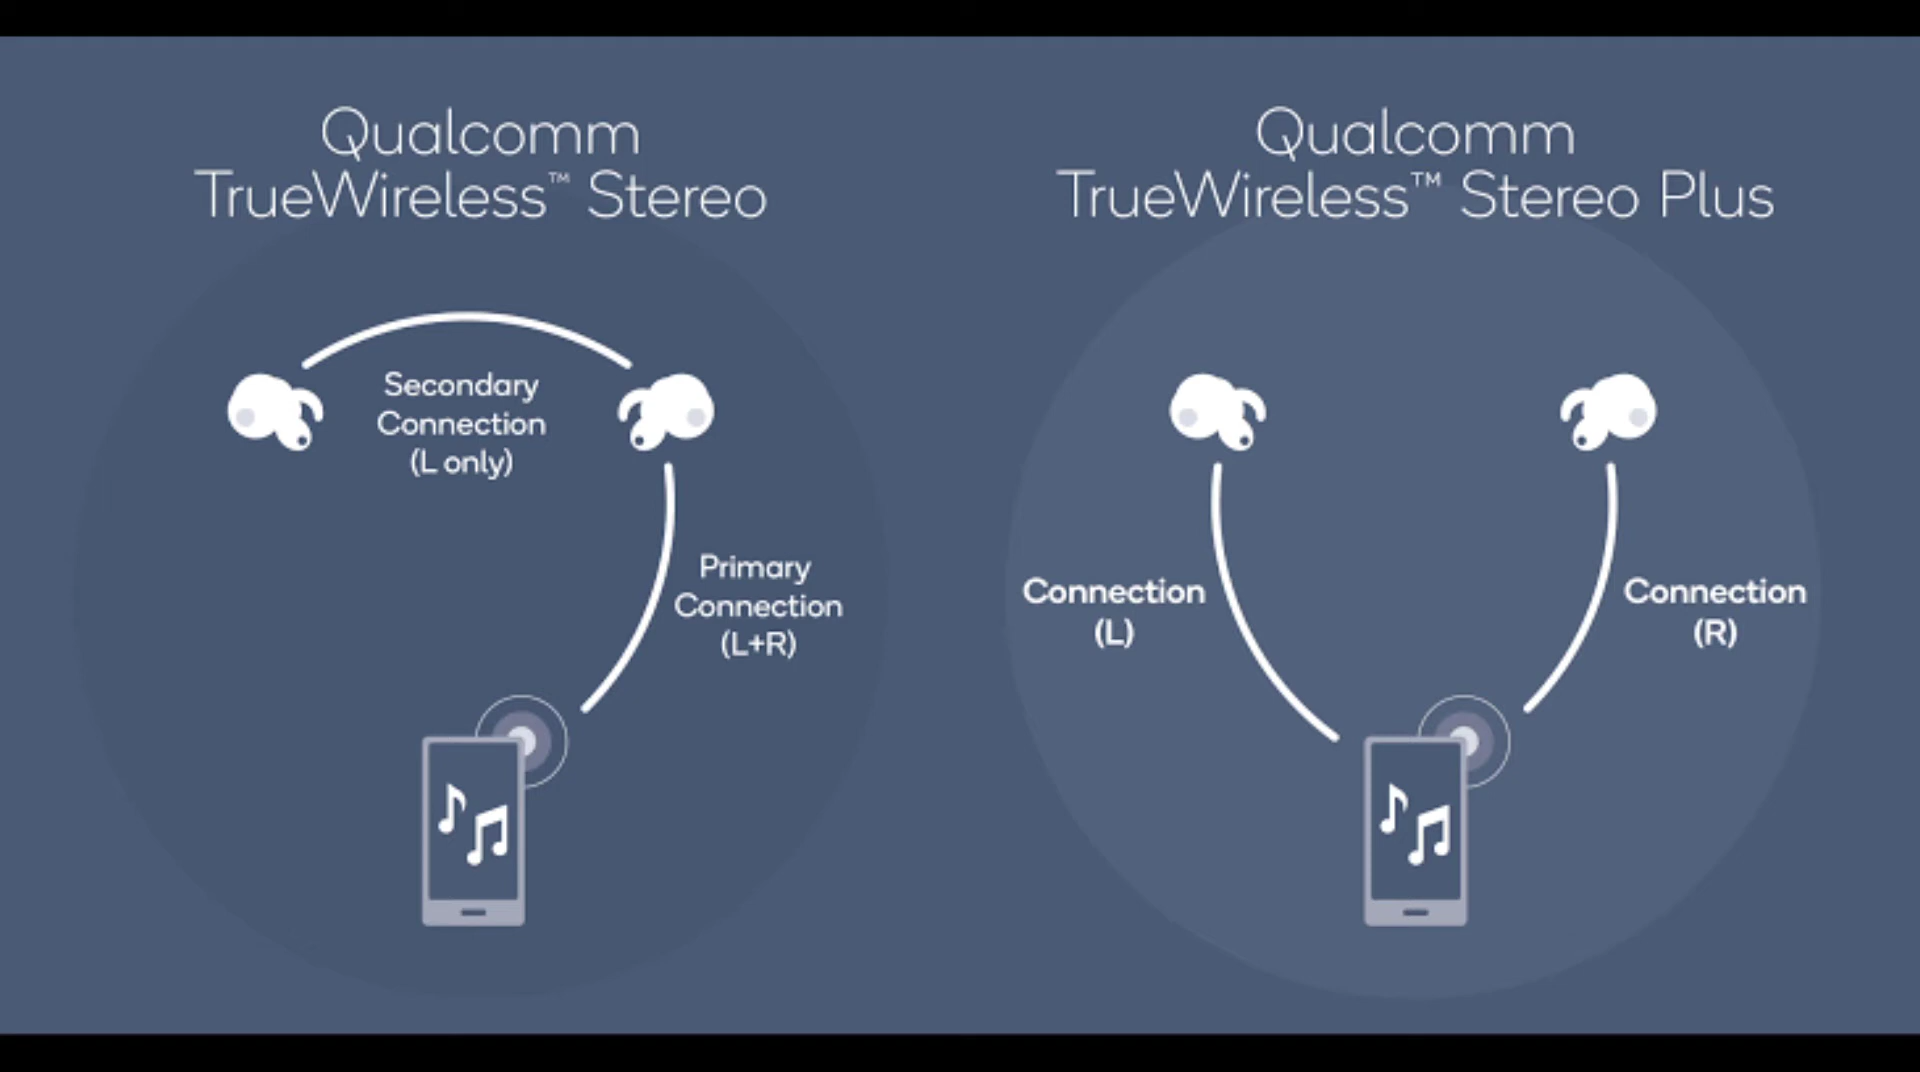 Qualcomm
TrueWireless™ Stereo
Secondary
Connection
(L only)
Primary
Connection
(L+R)
Qualcomm
TrueWireless™ Stereo Plus
Connection
(L)
Connection
(R)